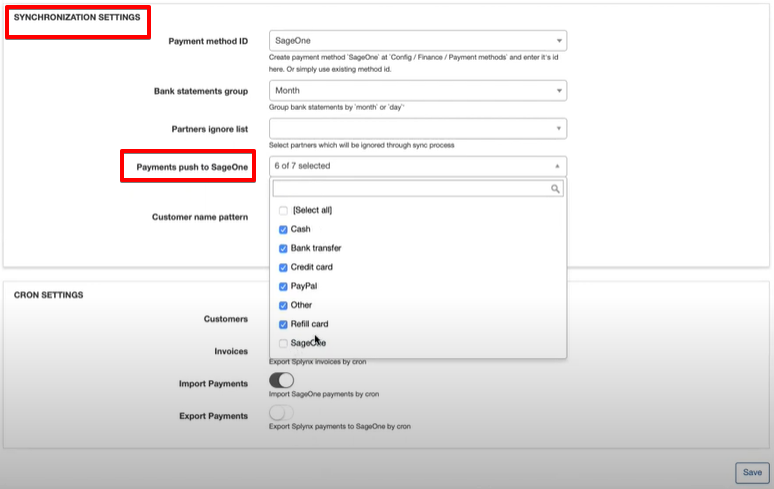 SYNCHRONIZATION SETTINGS
Payment method ID
SageOne
Create payment method 'SageOne' at 'Config / Finance / Payment methods' and enter it's id
here. Or simply use existing method id.
Bank statements group
Month
Group bank statements by 'month' or 'day'
Partners ignore list
Select partners which will be ignored through sync process
Payments push to SageOne
6 of 7 selected
Customer name pattern
[Select all]
Cash
Bank transfer
Credit card
PayPal
Other
Refill card
SageOne
CRON SETTINGS
Customers
Invoices
Export Splynx invoices by cron
Import Payments
Import SageOne payments by cron
Export Payments
Export Splynx payments to SageOne by cron
Save